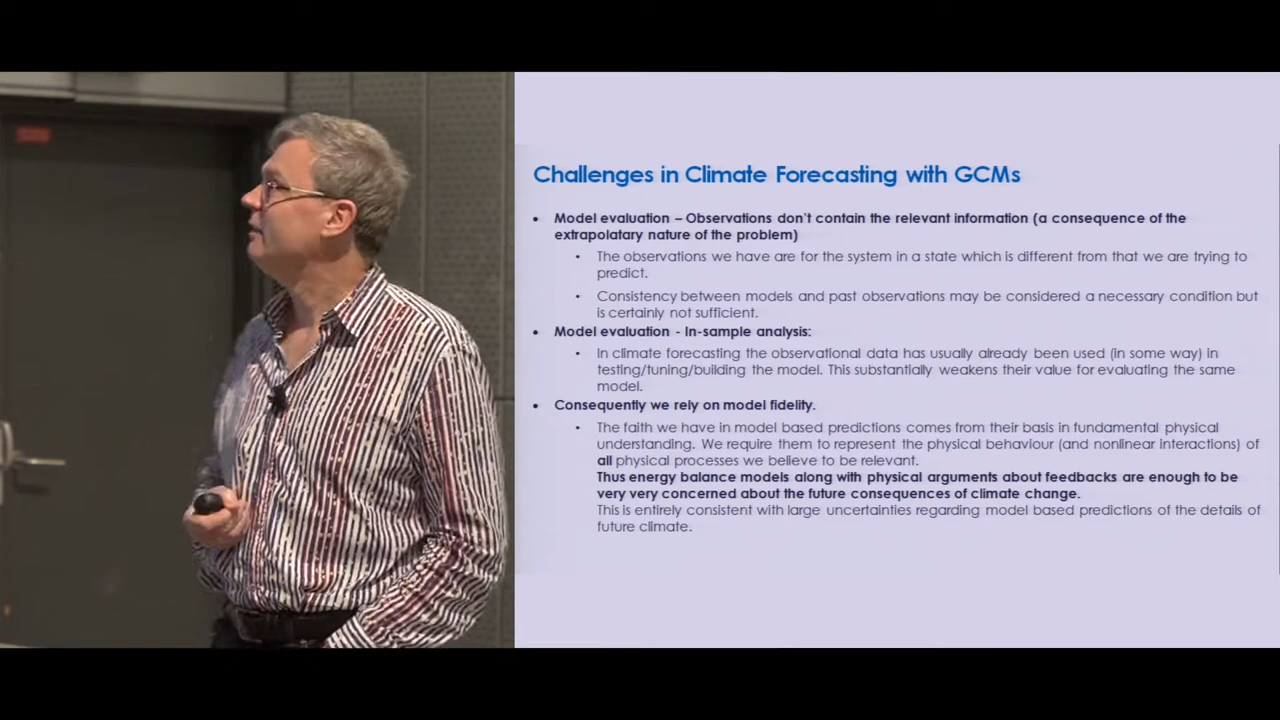 Challenges in Climate Forecasting with GCMs
• Model evaluation – Observations don't contain the relevant information (a consequence of the
extrapolatary nature of the problem)
• The observations we have are for the system in a state which is different from that we are trying to
predict.
• Consistency between models and past observations may be considered a necessary condition but
is certainly not sufficient.
• Model evaluation - In-sample analysis:
• In climate forecasting the observational data has usually already been used (in some way) in
testing/tuning/building the model. This substantially weakens their value for evaluating the same
model.
• Consequently we rely on model fidelity.
• The faith we have in model based predictions comes from their basis in fundamental physical
understanding. We require them to represent the physical behaviour (and nonlinear interactions) of
all physical processes we believe to be relevant.
Thus energy balance models along with physical arguments about feedbacks are enough to be
very very concerned about the future consequences of climate change.
This is entirely consistent with large uncertainties regarding model based predictions of the details of
future climate.